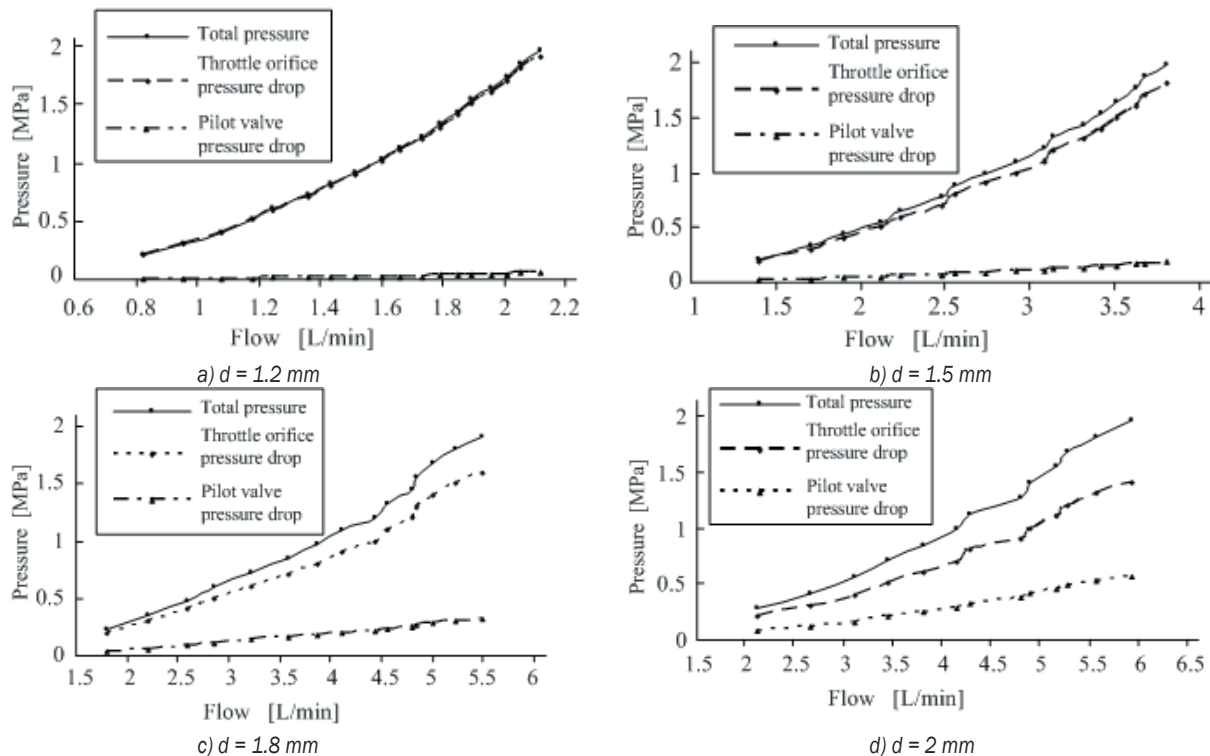 Total pressure
Throttle orifice
pressure drop
Pilot valve
pressure drop
Pressure [MPa]
2
1.5
1
0.5
0
0.6 0.8 1 1.2 1.4 1.6 1.8 2 2.2
Flow [L/min]
a) d = 1.2 mm
Total pressure
Throttle orifice
pressure drop
Pilot valve
pressure drop
Pressure [MPa]
2
1.5
1
0.5
0
1 1.5 2 2.5 3 3.5 4
Flow [L/min]
b) d = 1.5 mm
Total pressure
Throttle orifice
pressure drop
Pilot valve
pressure drop
Pressure [MPa]
2
1.5
1
0.5
0
1.5 2 2.5 3 3.5 4 4.5 5 5.5 6
Flow [L/min]
c) d = 1.8 mm
Total pressure
Throttle orifice
pressure drop
Pilot valve
pressure drop
Pressure [MPa]
2
1.5
1
0.5
0
1.5 2 2.5 3 3.5 4 4.5 5 5.5 6 6.5
Flow [L/min]
d) d = 2 mm